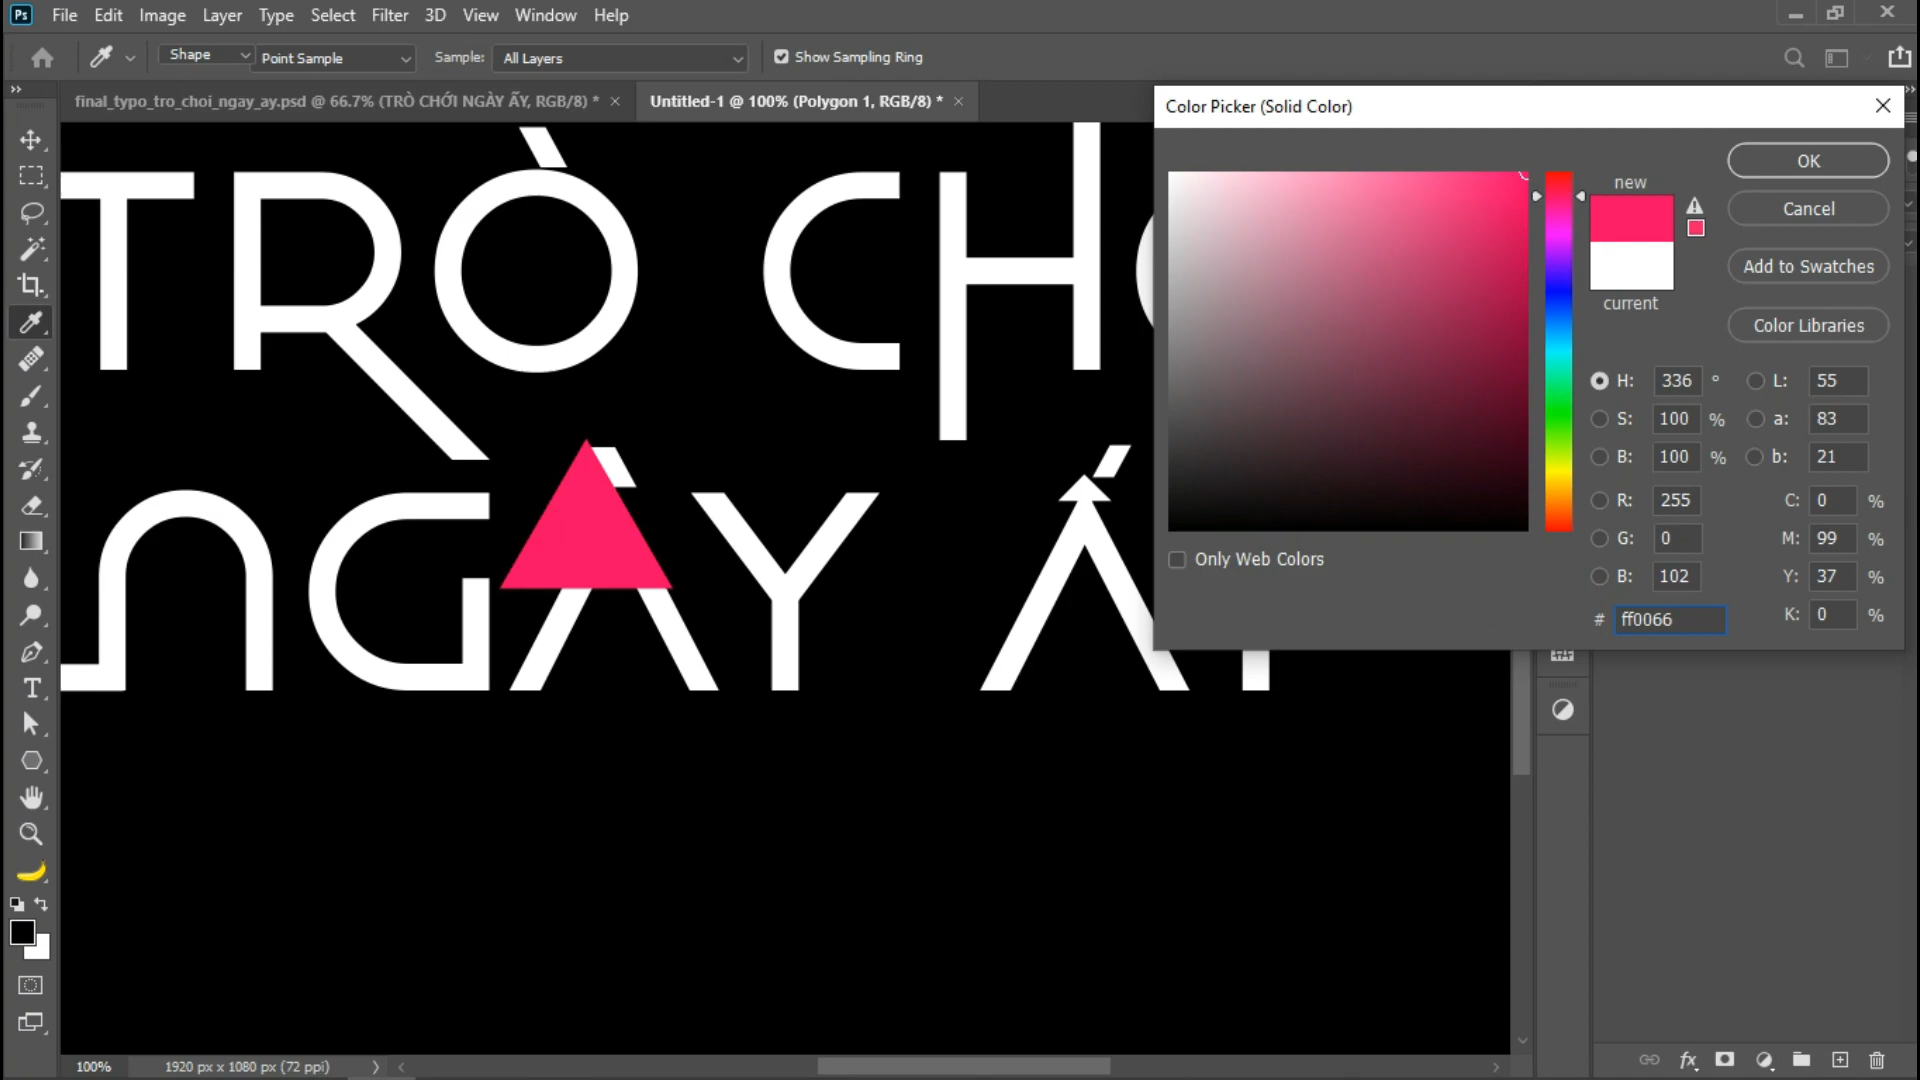 Ps File Edit Image Layer Type Select Filter 3D View Window Help
Shape Point Sample Sample: All Layers Show Sampling Ring
final_typo_tro_choi_ngay_ay.psd @ 66.7% (TRÒ CHỚI NGÀY ẤY, RGB/8) * × Untitled-1 @ 100% (Polygon 1, RGB/8) * ×
Color Picker (Solid Color)
TRÒ CH
NGÀY Ấ
new
current
OK
Cancel
Add to Swatches
Color Libraries
H: 336 ° L: 55
S: 100 % a: 83
B: 100 % b: 21
R: 255 C: 0 %
G: 0 M: 99 %
B: 102 Y: 37 %
# ff0066 K: 0 %
Only Web Colors
100% 1920 px x 1080 px (72 ppi)
fx